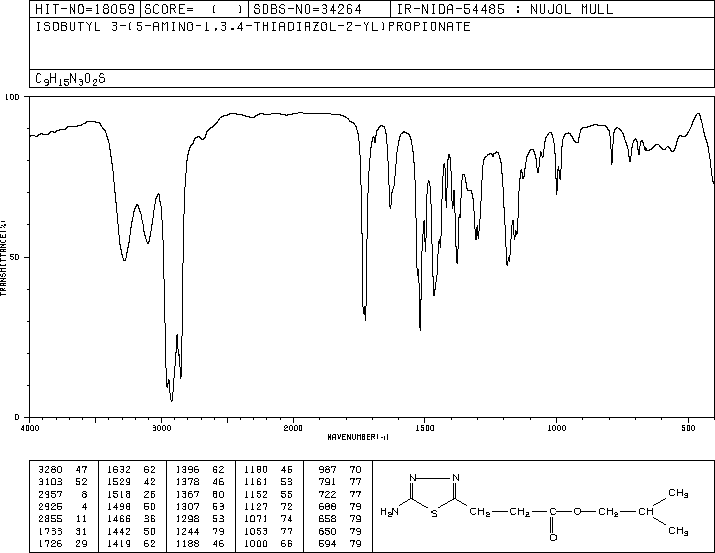 HIT-NO=18059 SCORE= ( ) SDBS-NO=34264 IR-NIDA-54485 : NUJOL MULL
ISOBUTYL 3-(5-AMINO-1,3,4-THIADIAZOL-2-YL)PROPIONATE
C9H15N3O2S
100
TRANSMITTANCE(%)
50
0
4000 3000 2000 1500 1000 500
WAVENUMBER(-1)
3280 47 1632 62 1396 62 1180 46 987 70
3103 52 1529 42 1378 46 1161 53 791 77
2957 8 1518 26 1367 60 1152 55 722 77
2925 4 1498 50 1307 53 1127 72 688 79
2855 11 1466 36 1298 53 1071 74 658 79
1733 31 1442 50 1244 79 1053 77 650 79
1726 29 1419 62 1188 46 1000 66 594 79
N N
H2N S CH2 CH2 O CH2 CH3
CH3
O